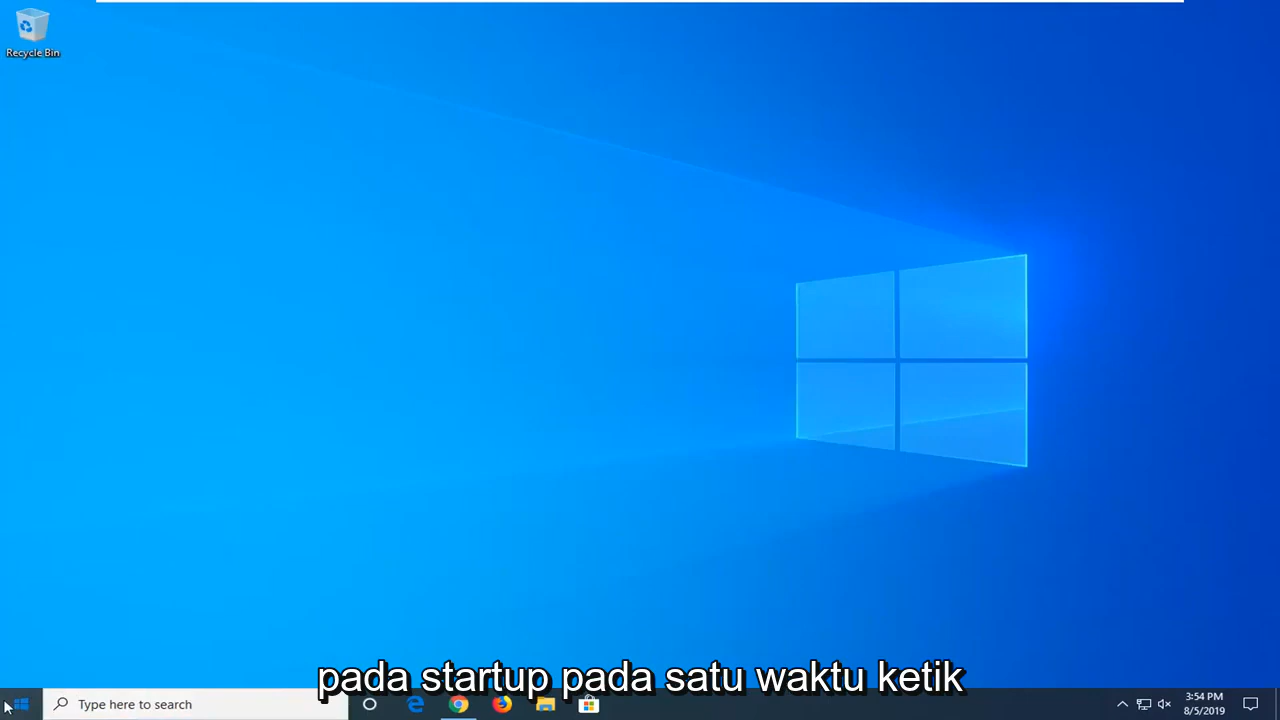 Recycle Bin
pada startup pada satu waktu ketik
Type here to search
3:54 PM
8/5/2019